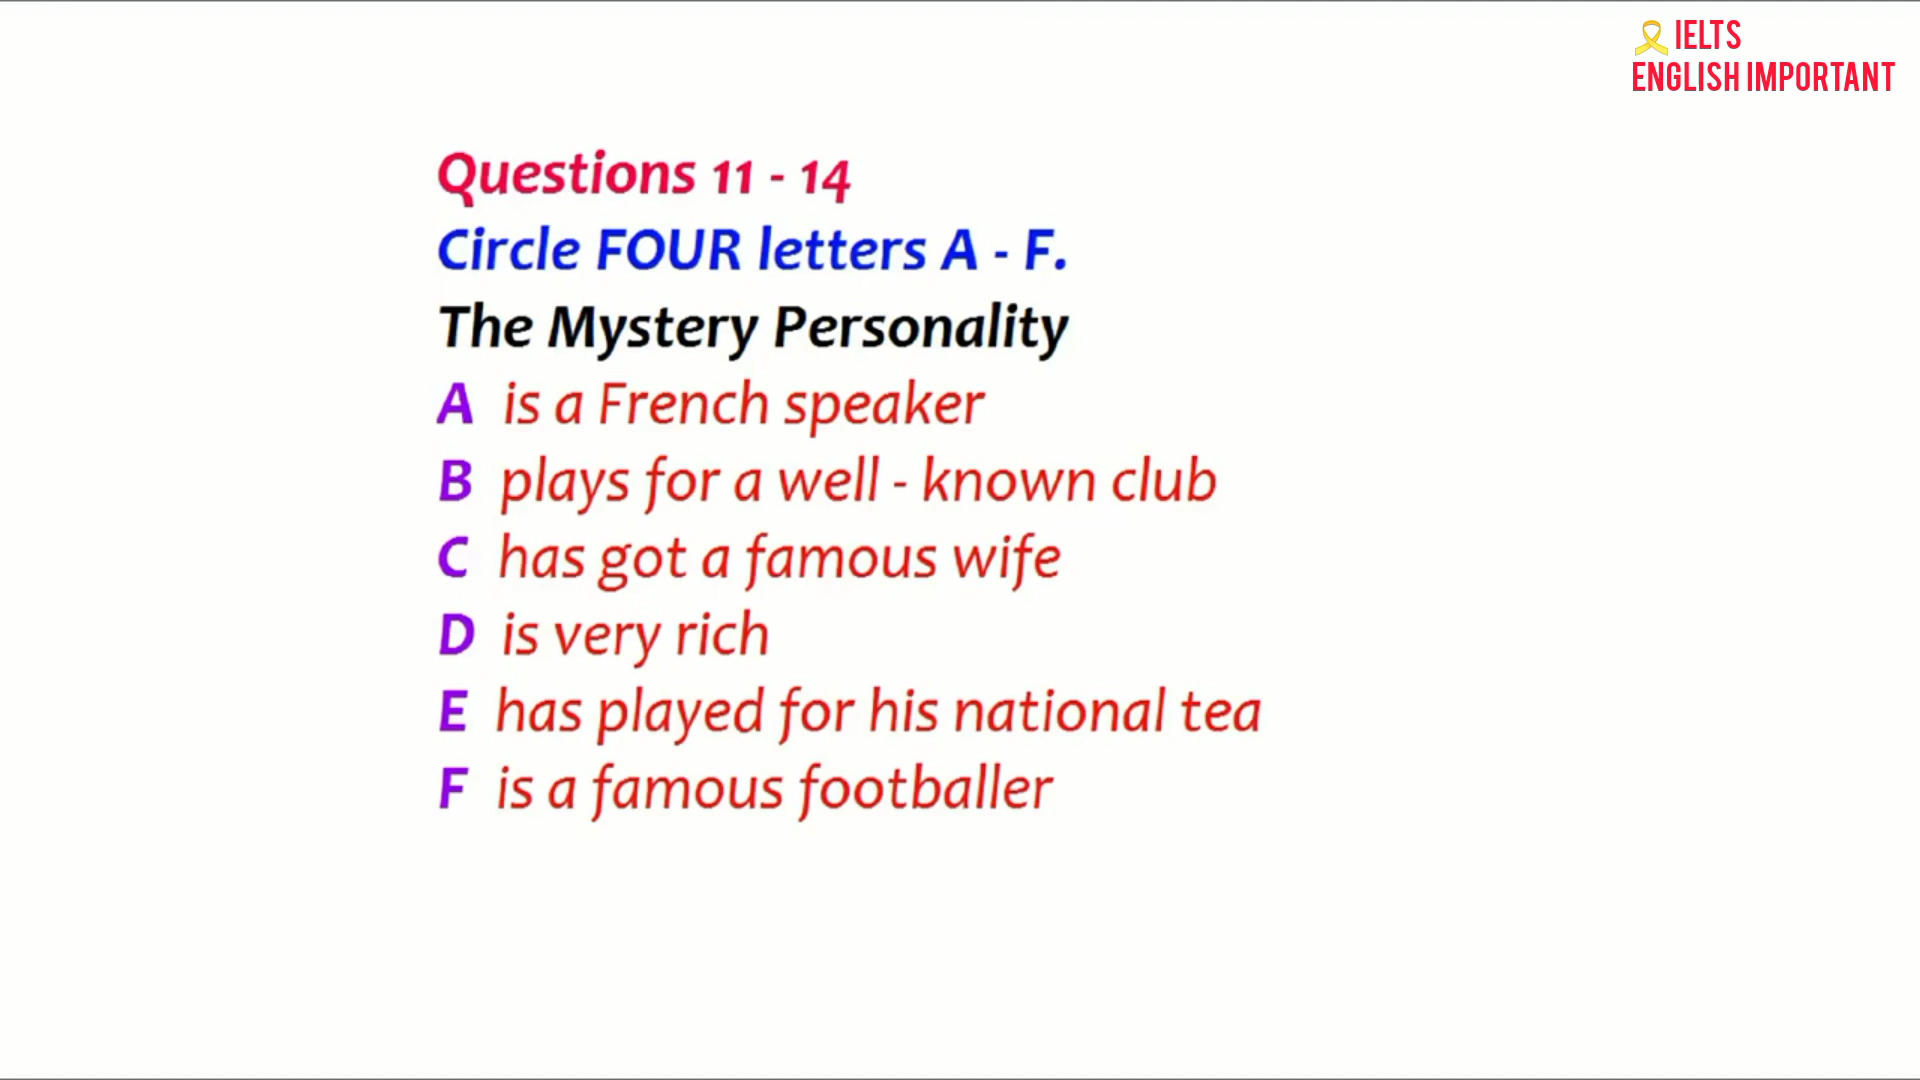 IELTS
ENGLISH IMPORTANT
Questions 11 - 14
Circle FOUR letters A - F.
The Mystery Personality
A is a French speaker
B plays for a well - known club
C has got a famous wife
D is very rich
E has played for his national tea
F is a famous footballer